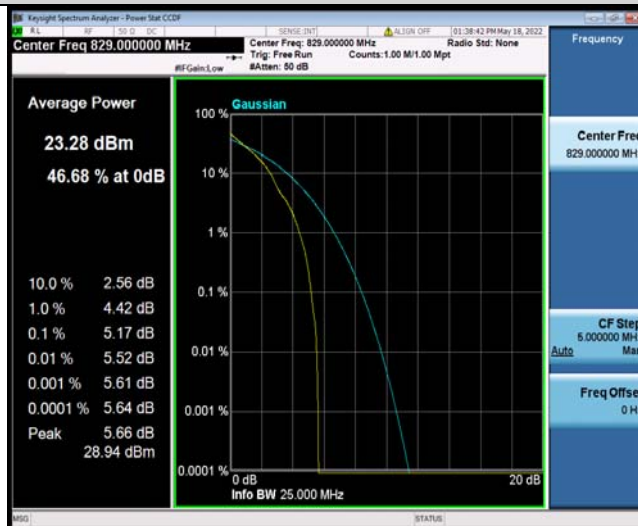 Keysight Spectrum Analyzer - Power Stat CCDF
RL RF 50 Ω DC SENSE:INT ALIGN OFF 01:38:42 PM May 18, 2022
Center Freq 829.000000 MHz
Center Freq: 829.000000 MHz Radio Std: None
Trig: Free Run Counts:1.00 M/1.00 Mpt
#IFGain:Low #Atten: 50 dB
Frequency
Average Power
23.28 dBm
46.68 % at 0dB
10.0 % 2.56 dB
1.0 % 4.42 dB
0.1 % 5.17 dB
0.01 % 5.52 dB
0.001 % 5.61 dB
0.0001 % 5.64 dB
Peak 5.66 dB
28.94 dBm
Gaussian
100 %
10 %
1 %
0.1 %
0.01 %
0.001 %
0.0001 %
0 dB 20 dB
Info BW 25.000 MHz
Center Freq
829.000000 MH
CF Step
5.000000 MH
Auto Ma
Freq Offse
0 H
MSG STATUS